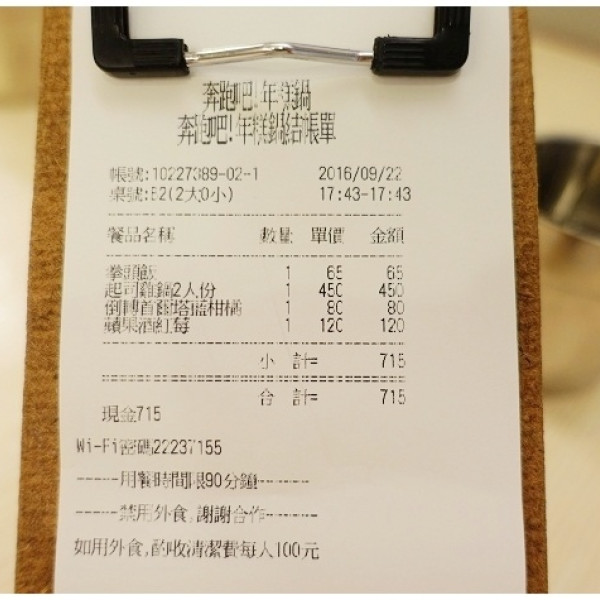 奔跑吧!年糕鍋
奔跑吧!年糕鍋結帳單
帳號:10227389-02-1 2016/09/22
桌號:B2(2大0小) 17:43-17:43
餐品名稱 數量 單價 金額
拳頭飯 1 65 65
起司雞鍋2人份 1 450 450
倒轉首爾塔藍柑橘 1 80 80
蘋果酒紅莓 1 120 120
小 計= 715
合 計= 715
現金715
Wi-Fi密碼22237155
-----用餐時間限90分鐘------
-----禁用外食,謝謝合作------
如用外食,酌收清潔費每人100元